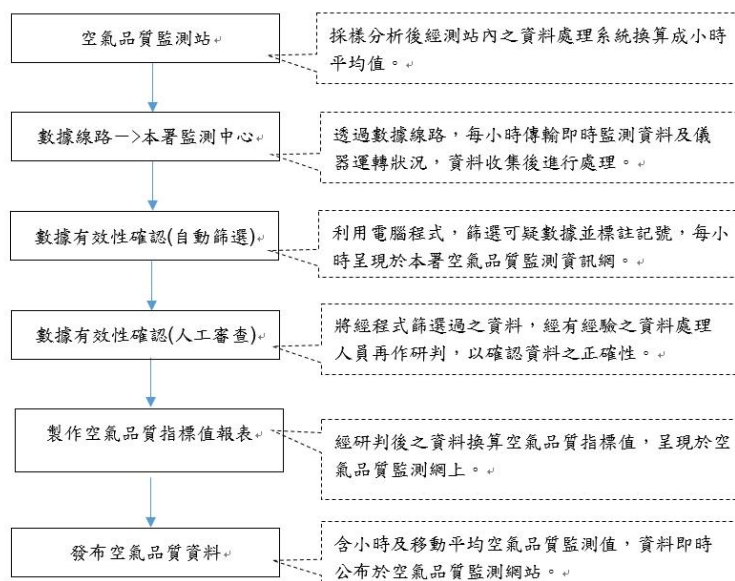 空氣品質監測站
採樣分析後經測站內之資料處理系統換算成小時
平均值。
數據線路－>本署監測中心
透過數據線路，每小時傳輸即時監測資料及儀
器運轉狀況，資料收集後進行處理。
數據有效性確認(自動篩選)
利用電腦程式，篩選可疑數據並標註記號，每小
時呈現於本署空氣品質監測資訊網。
數據有效性確認(人工審查)
將經程式篩選過之資料，經有經驗之資料處理
人員再作研判，以確認資料之正確性。
製作空氣品質指標值報表
經研判後之資料換算空氣品質指標值，呈現於空
氣品質監測網上。
發布空氣品質資料
含小時及移動平均空氣品質監測值，資料即時
公布於空氣品質監測網站。